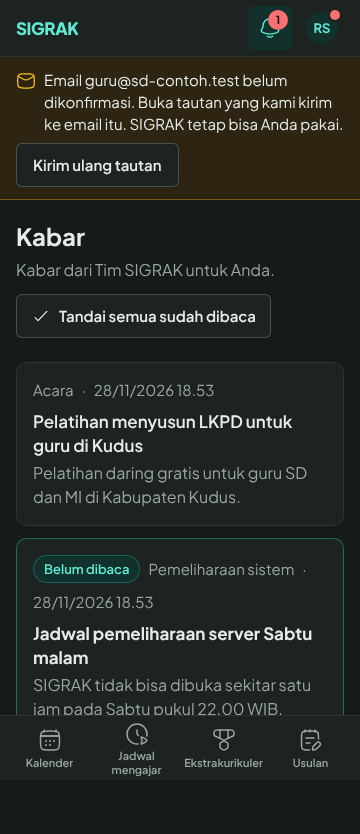 SIGRAK
1
RS
Email guru@sd-contoh.test belum
dikonfirmasi. Buka tautan yang kami kirim
ke email itu. SIGRAK tetap bisa Anda pakai.
Kirim ulang tautan
Kabar
Kabar dari Tim SIGRAK untuk Anda.
Tandai semua sudah dibaca
Acara · 28/11/2026 18.53
Pelatihan menyusun LKPD untuk
guru di Kudus
Pelatihan daring gratis untuk guru SD
dan MI di Kabupaten Kudus.
Belum dibaca Pemeliharaan sistem ·
28/11/2026 18.53
Jadwal pemeliharaan server Sabtu
malam
SIGRAK tidak bisa dibuka sekitar satu
jam pada Sabtu pukul 22.00 WIB.
Kalender
Jadwal
mengajar
Ekstrakurikuler
Usulan